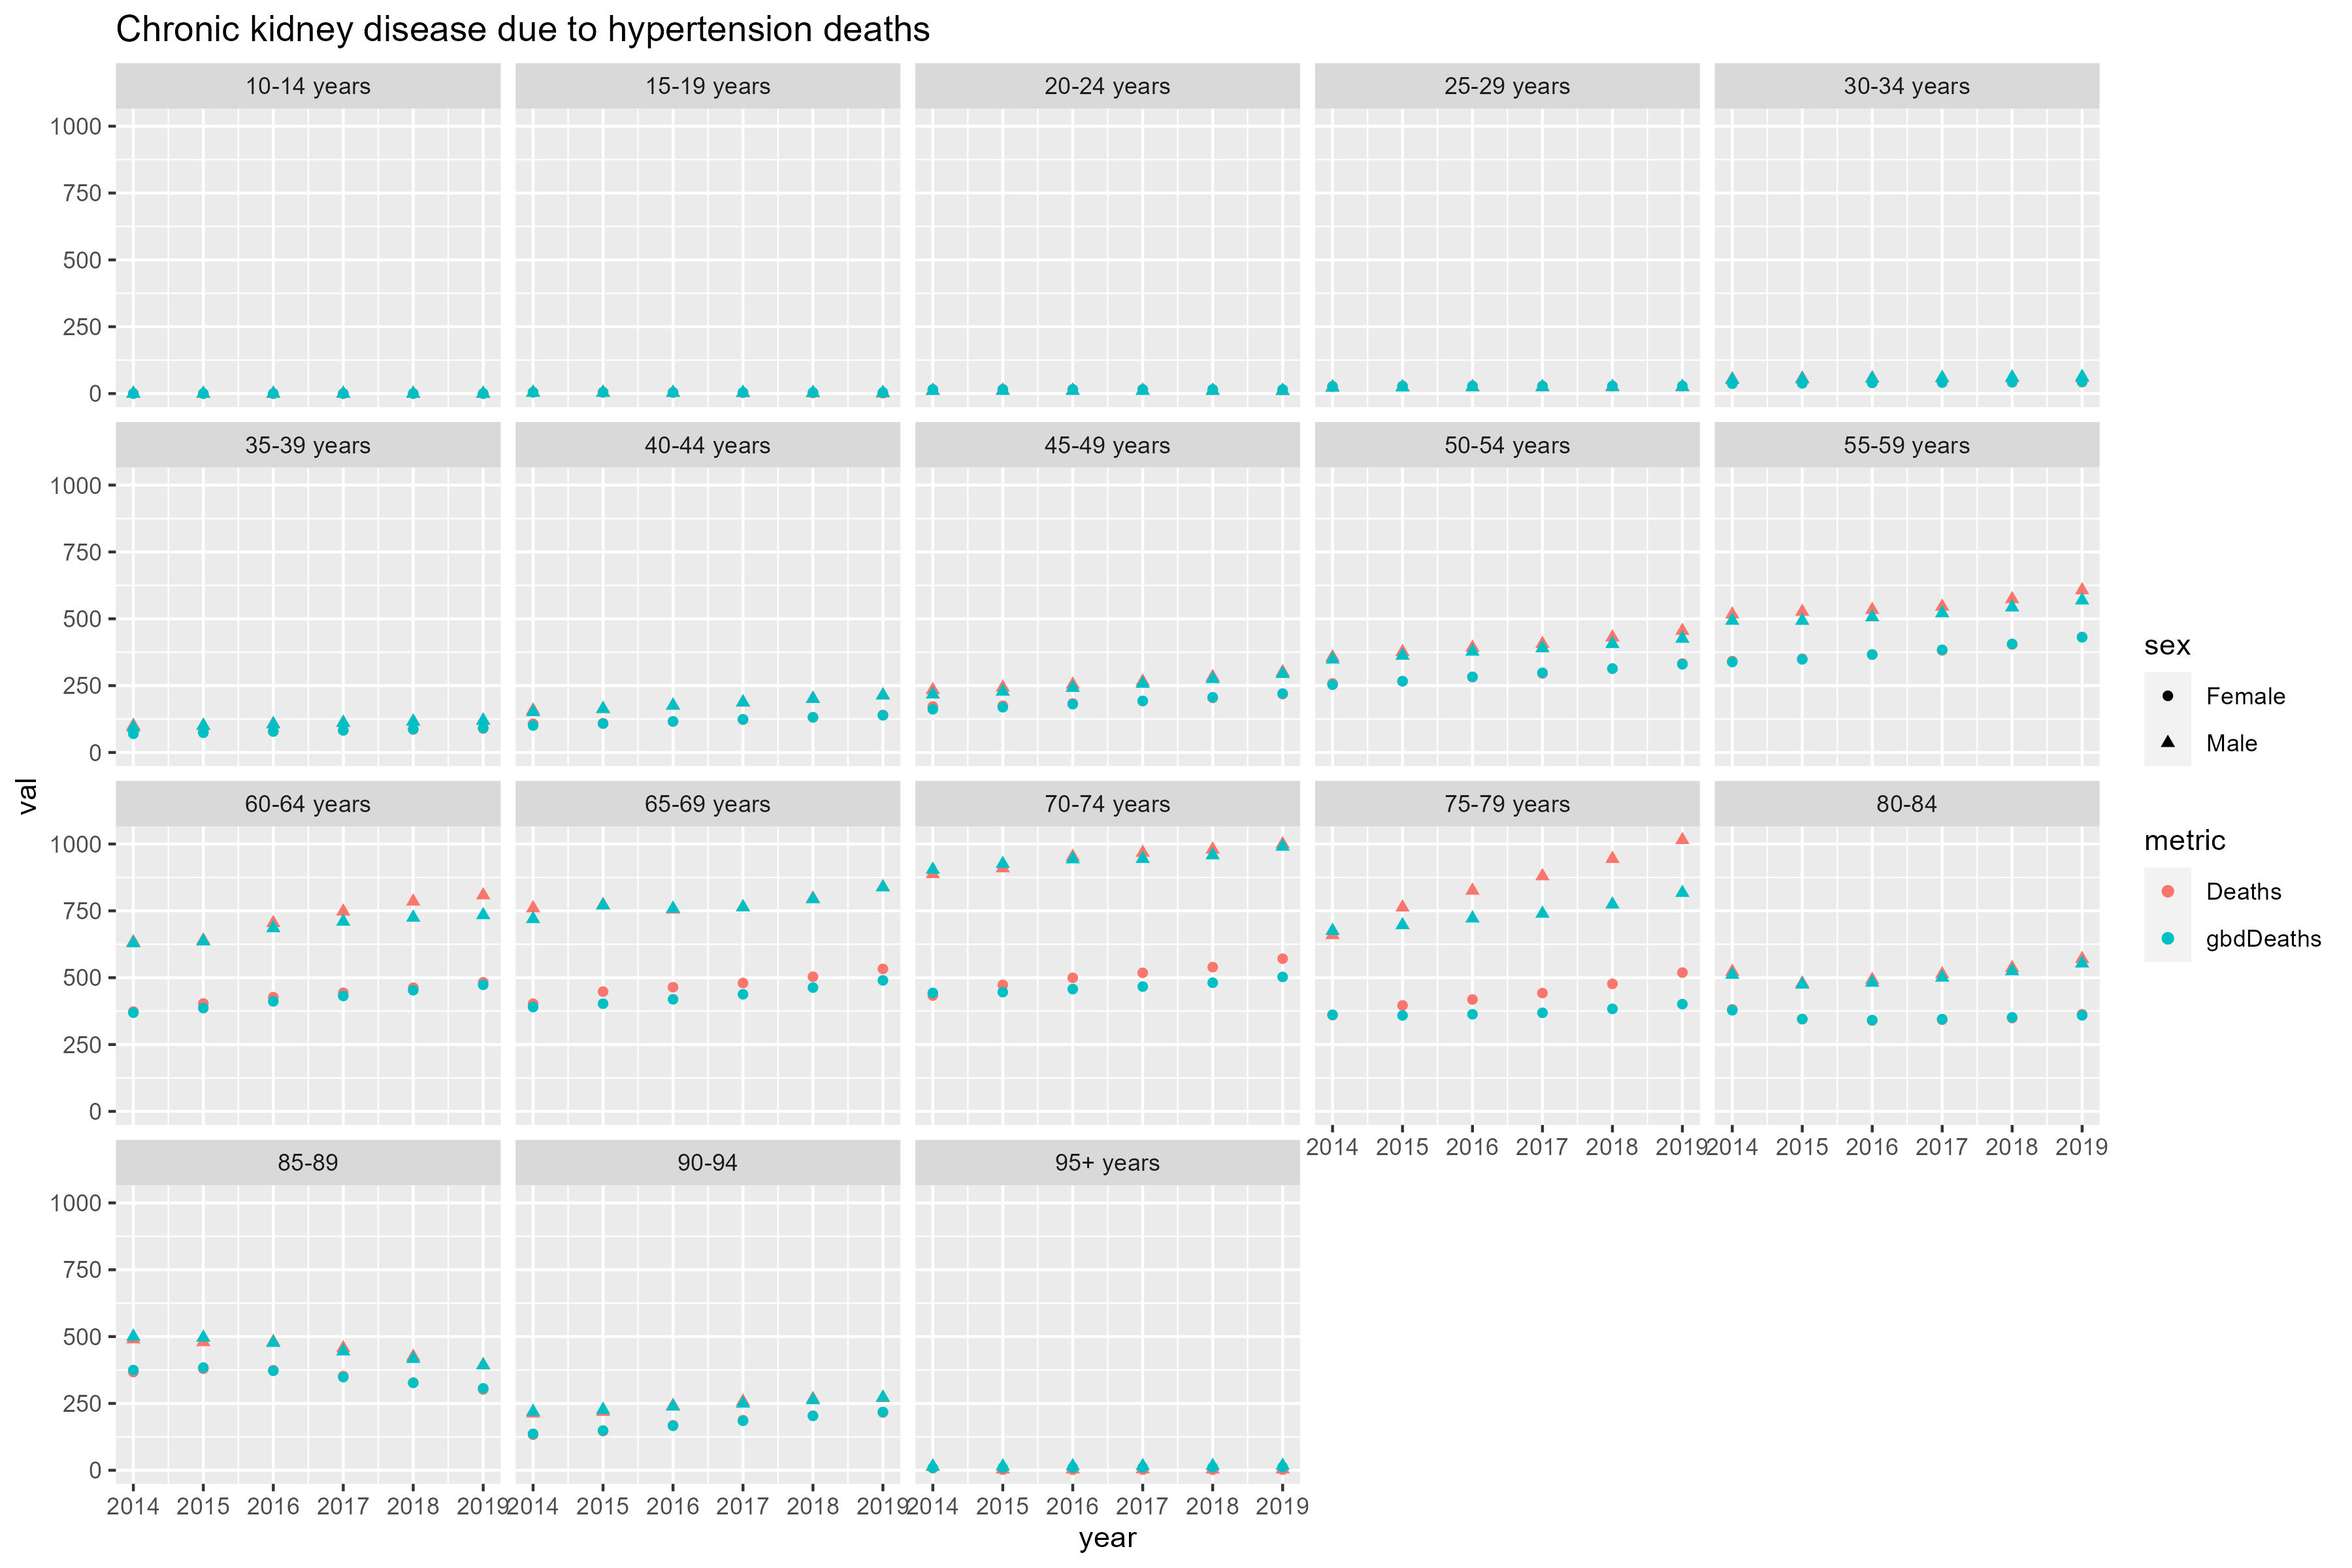 Chronic kidney disease due to hypertension deaths
10-14 years 15-19 years 20-24 years 25-29 years 30-34 years
1000
750
500
250
0
35-39 years 40-44 years 45-49 years 50-54 years 55-59 years
1000
750
500
250
0
60-64 years 65-69 years 70-74 years 75-79 years 80-84
1000
750
500
250
0
2014 2015 2016 2017 2018 2019 2014 2015 2016 2017 2018 2019
85-89 90-94 95+ years
1000
750
500
250
0
2014 2015 2016 2017 2018 2019 2014 2015 2016 2017 2018 2019 2014 2015 2016 2017 2018 2019
year
val
sex
Female
Male
metric
Deaths
gbdDeaths